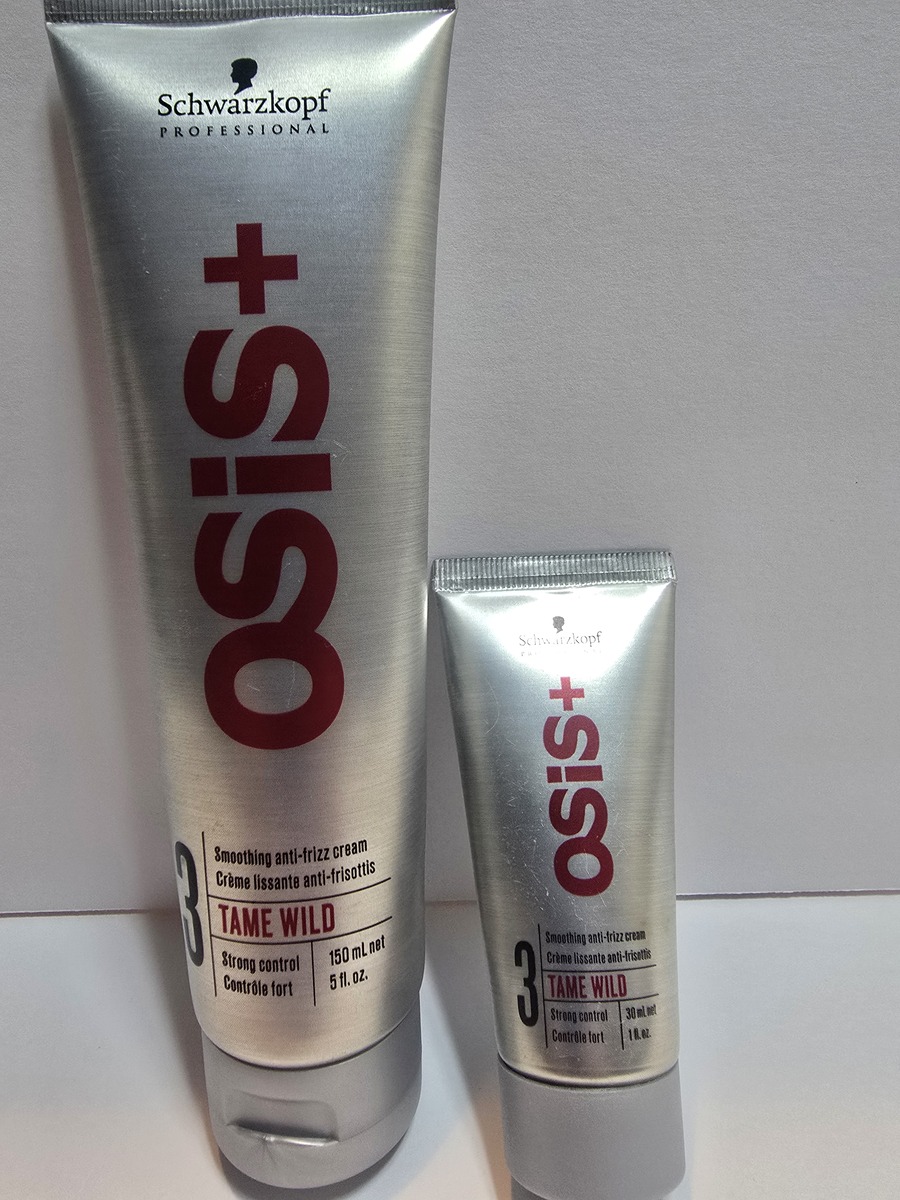 Schwarzkopf
PROFESSIONAL
OSiS+
3
Smoothing anti-frizz cream
Crème lissante anti-frisottis
TAME WILD
Strong control
Contrôle fort
150 mL net
5 fl. oz.
Schwarzkopf
OSiS+
3
Smoothing anti-frizz cream
Crème lissante anti-frisottis
TAME WILD
Strong control
Contrôle fort
30 mL net
1 fl. oz.